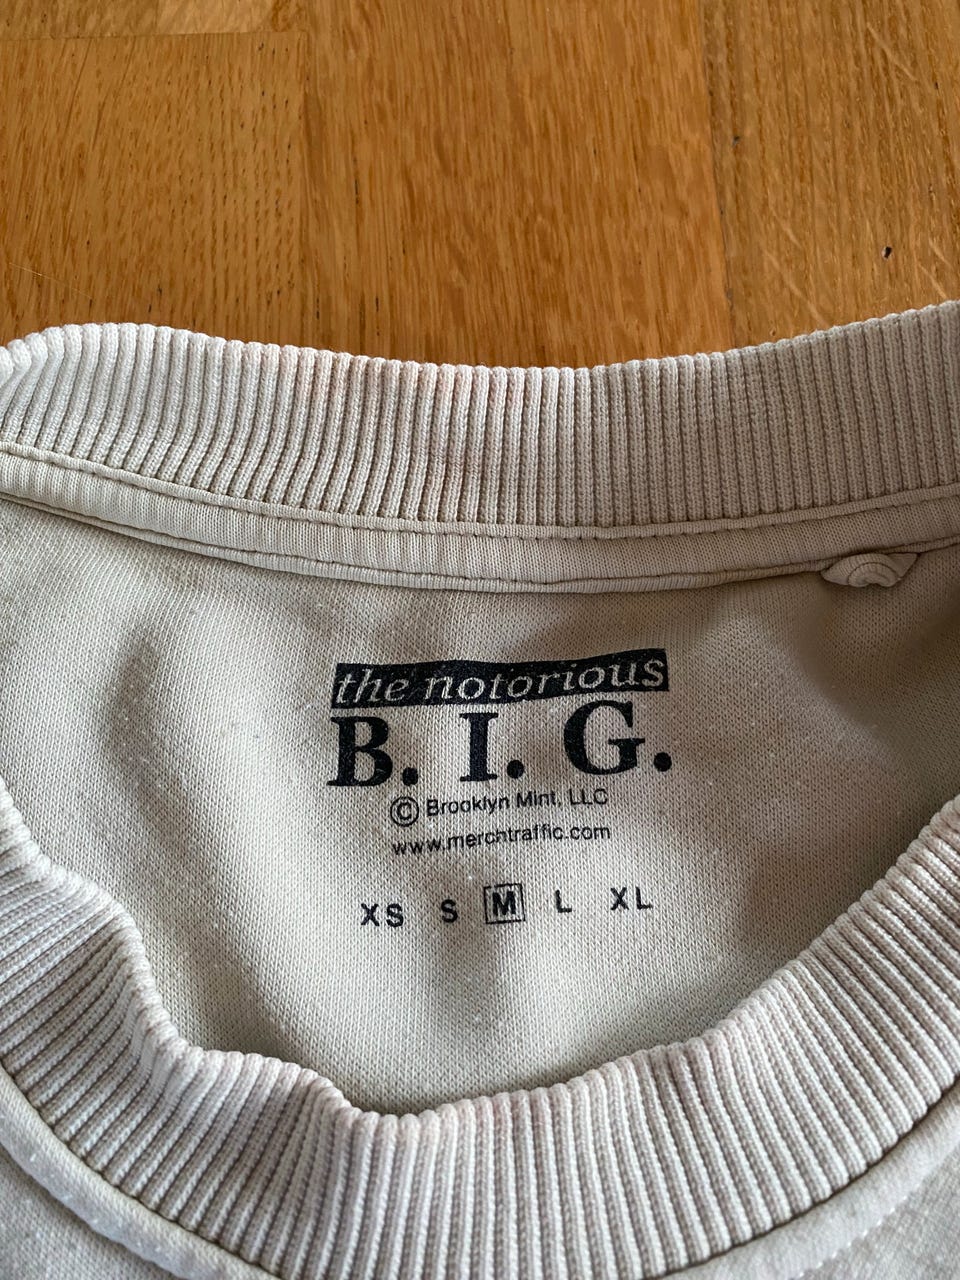 the notorious
B. I. G.
© Brooklyn Mint, LLC
www.merchtraffic.com
XS S M L XL